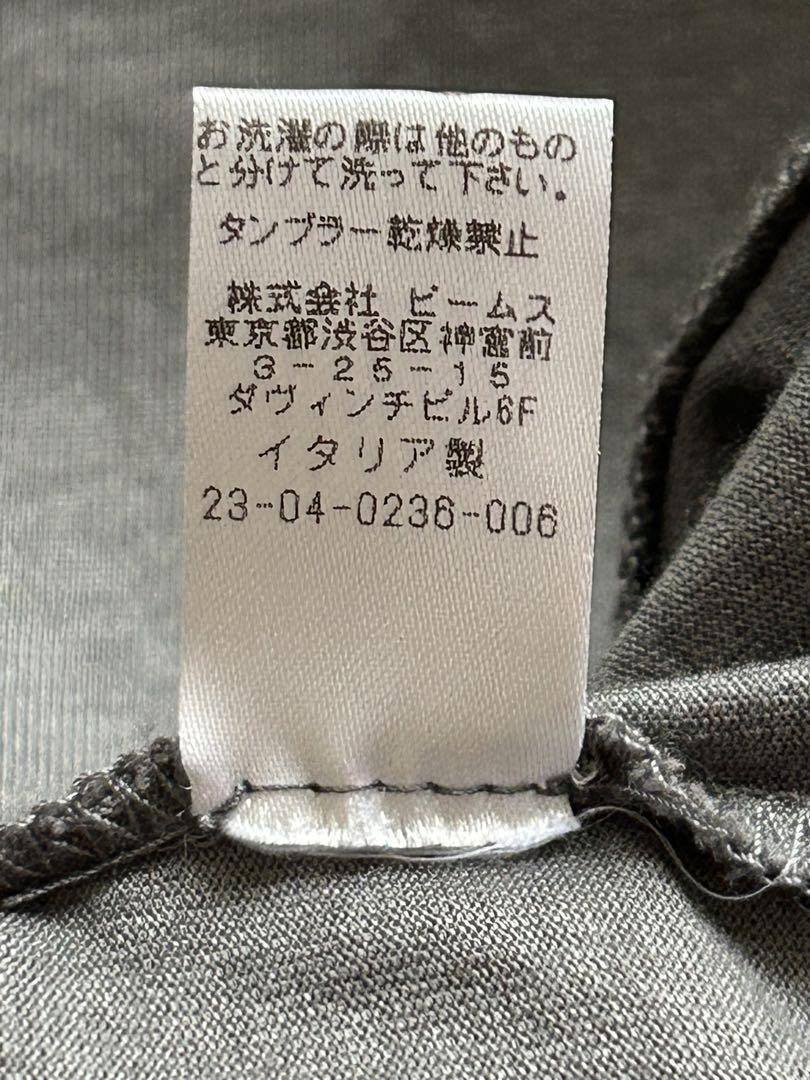 お洗濯の際は他のもの
と分けて洗って下さい。
タンブラー乾燥禁止
株式会社 ビームス
東京都渋谷区神宮前
3-25-15
ダヴィンチビル6F
イタリア製
23-04-0236-006